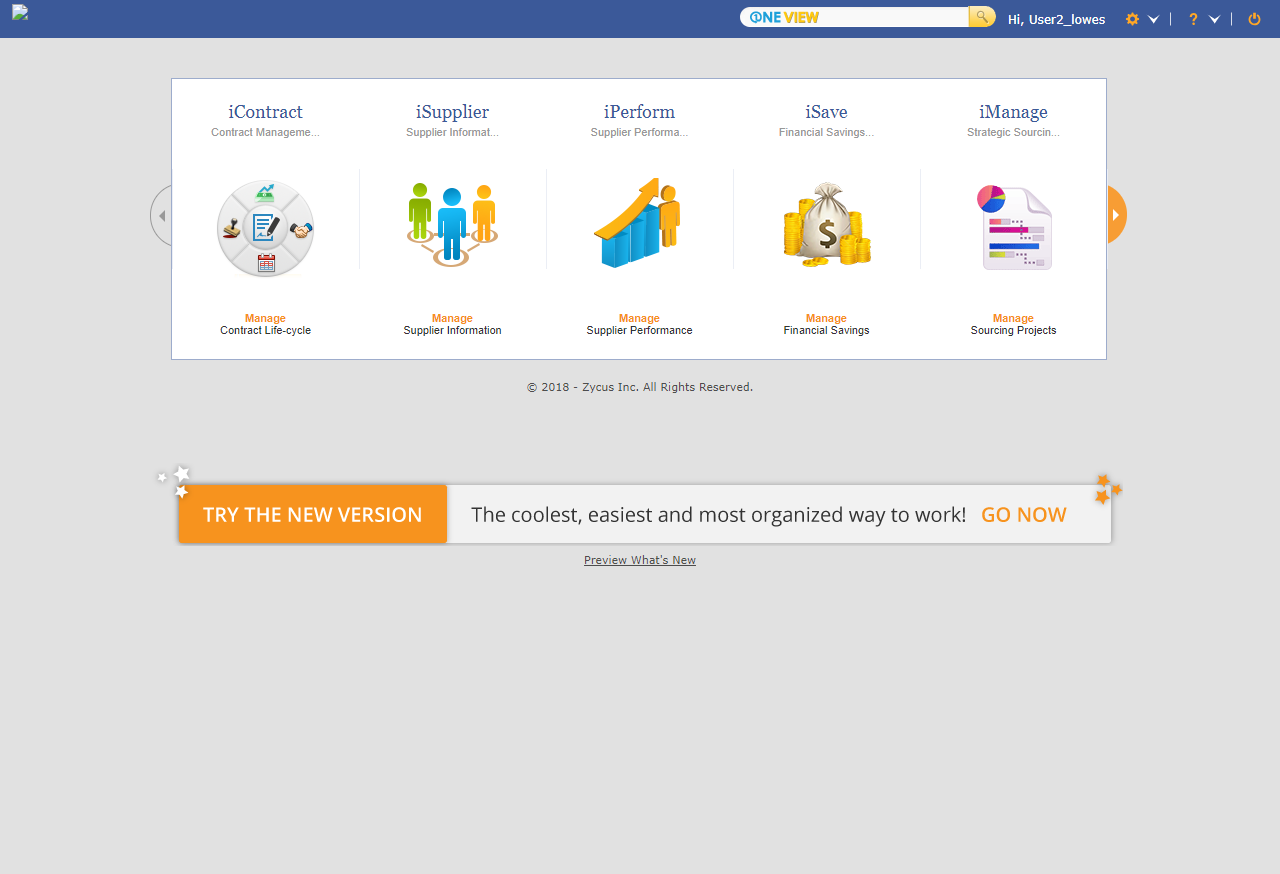 ONE VIEW
Hi, User2_lowes
?
iContract
Contract Manageme...
iSupplier
Supplier Informat...
iPerform
Supplier Performa...
iSave
Financial Savings...
iManage
Strategic Sourcin...
$
Manage
Contract Life-cycle
Manage
Supplier Information
Manage
Supplier Performance
Manage
Financial Savings
Manage
Sourcing Projects
© 2018 - Zycus Inc. All Rights Reserved.
TRY THE NEW VERSION The coolest, easiest and most organized way to work! GO NOW
Preview What's New